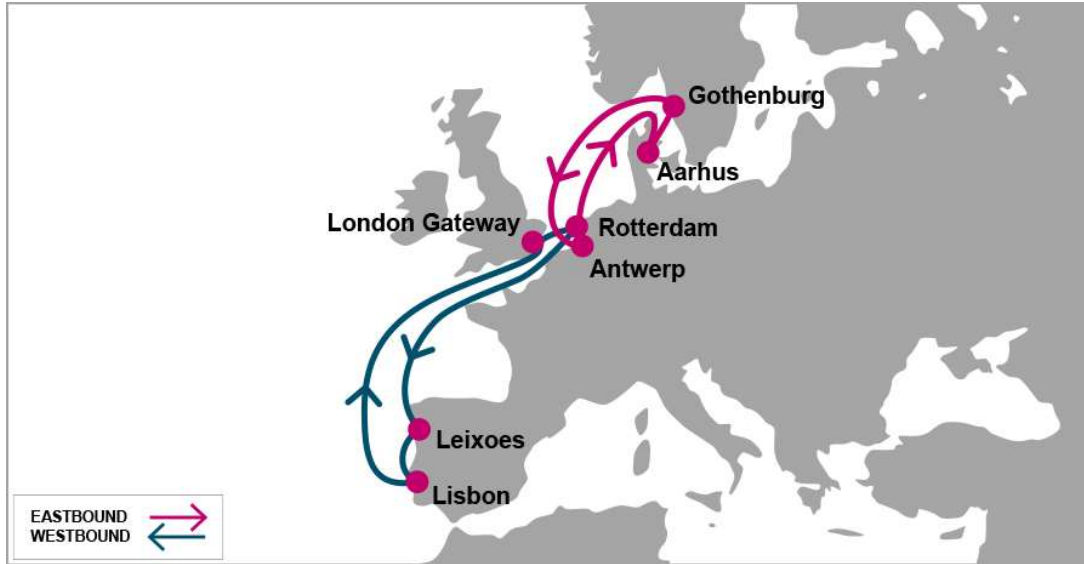 Gothenburg
Aarhus
London Gateway
Rotterdam
Antwerp
Leixoes
Lisbon
EASTBOUND
WESTBOUND